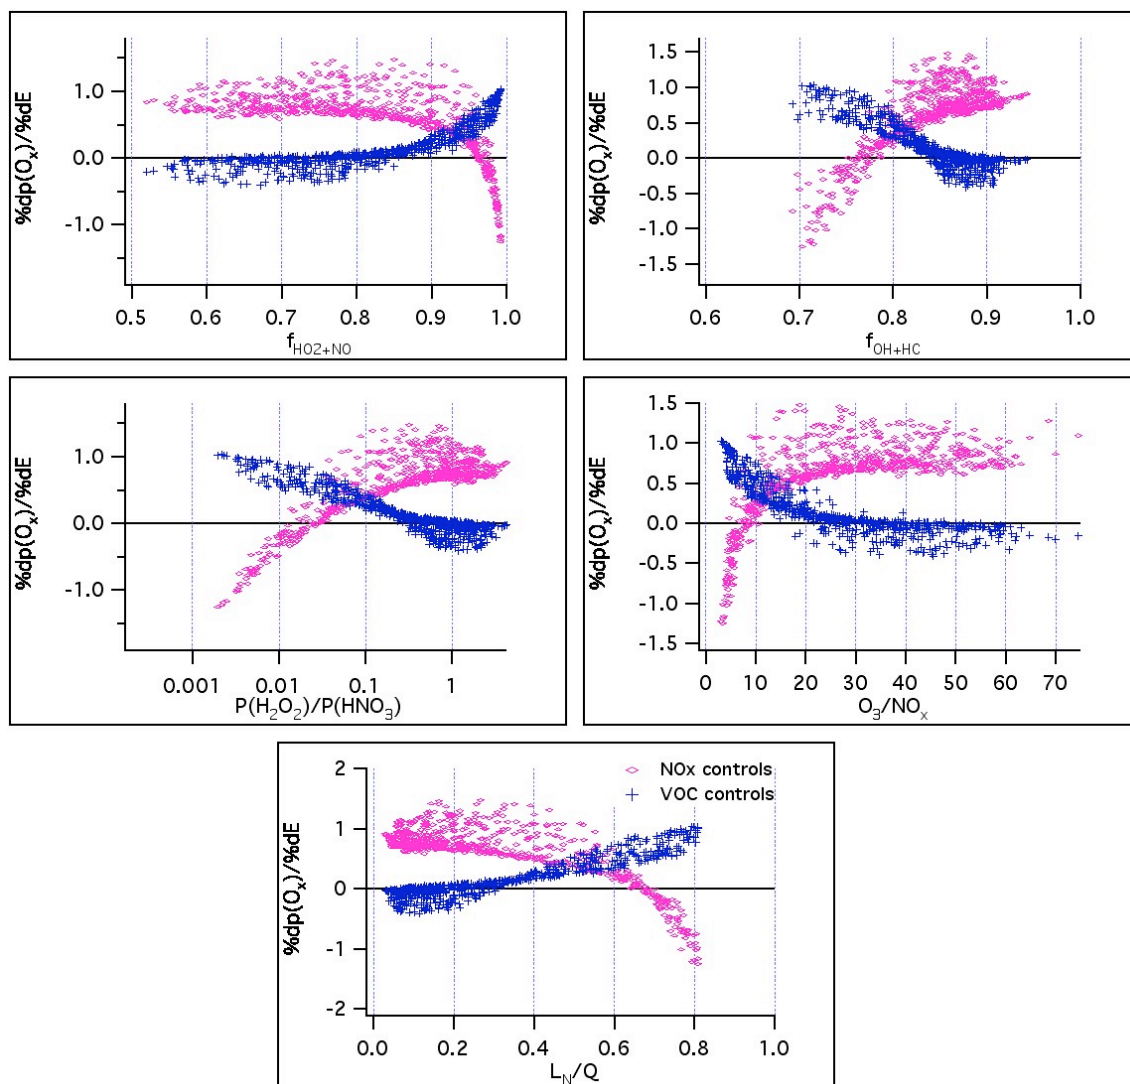 %dp(Oₓ)/%dE
1.0
0.0
-1.0
0.5 0.6 0.7 0.8 0.9 1.0
f HO2+NO
%dp(Oₓ)/%dE
1.5
1.0
0.5
0.0
-0.5
-1.0
-1.5
0.6 0.7 0.8 0.9 1.0
f OH+HC
%dp(Oₓ)/%dE
1.0
0.0
-1.0
0.001 0.01 0.1 1
P(H₂O₂)/P(HNO₃)
%dp(Oₓ)/%dE
1.5
1.0
0.5
0.0
-0.5
-1.0
-1.5
0 10 20 30 40 50 60 70
O₃/NOₓ
%dp(Oₓ)/%dE
2
1
0
-1
-2
NOx controls
VOC controls
0.0 0.2 0.4 0.6 0.8 1.0
L_N/Q